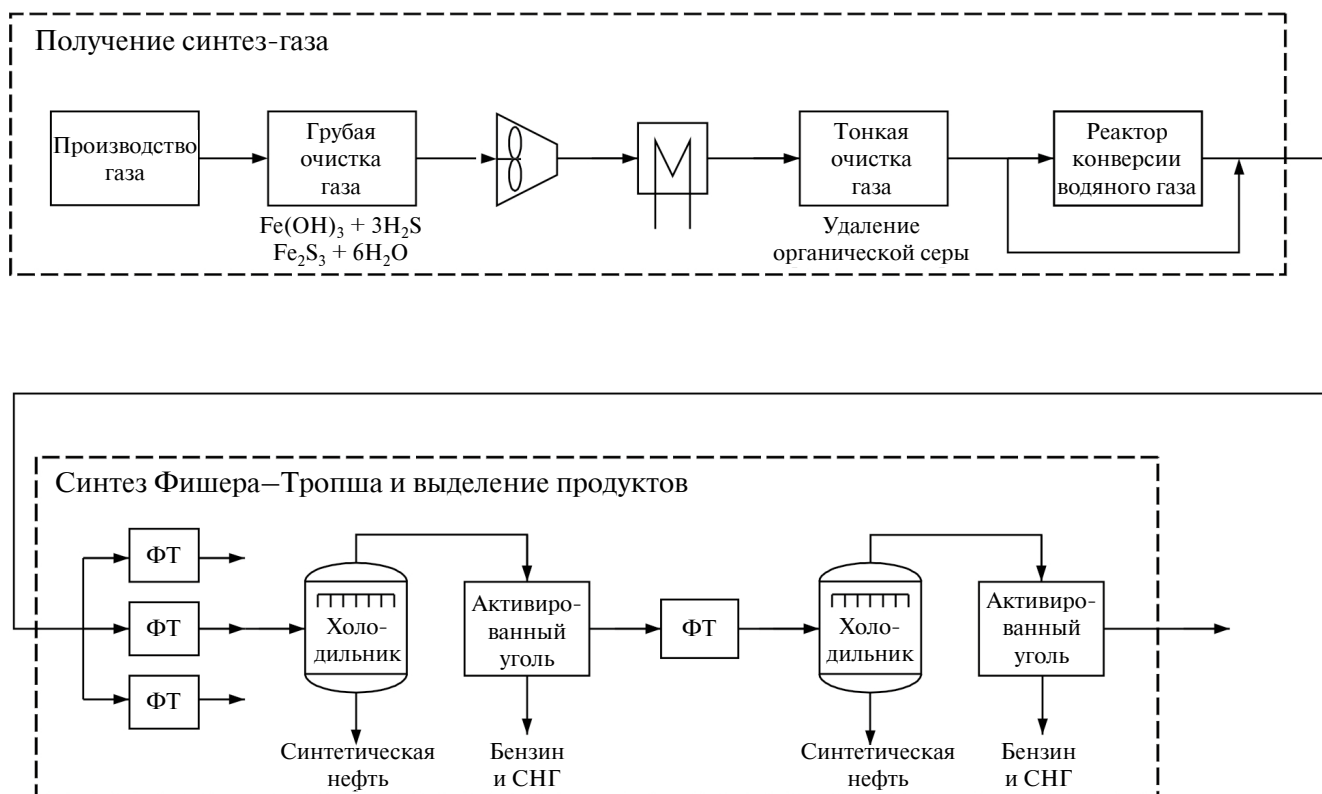 Получение синтез-газа
Производство
газа
Грубая
очистка
газа
Fe(OH)₃ + 3H₂S
Fe₂S₃ + 6H₂O
Тонкая
очистка
газа
Удаление
органической серы
Реактор
конверсии
водяного газа
Синтез Фишера—Тропша и выделение продуктов
ФТ
ФТ
ФТ
Холо-
дильник
Синтетическая
нефть
Активиро-
ванный
уголь
Бензин
и СНГ
ФТ
Холо-
дильник
Синтетическая
нефть
Активиро-
ванный
уголь
Бензин
и СНГ